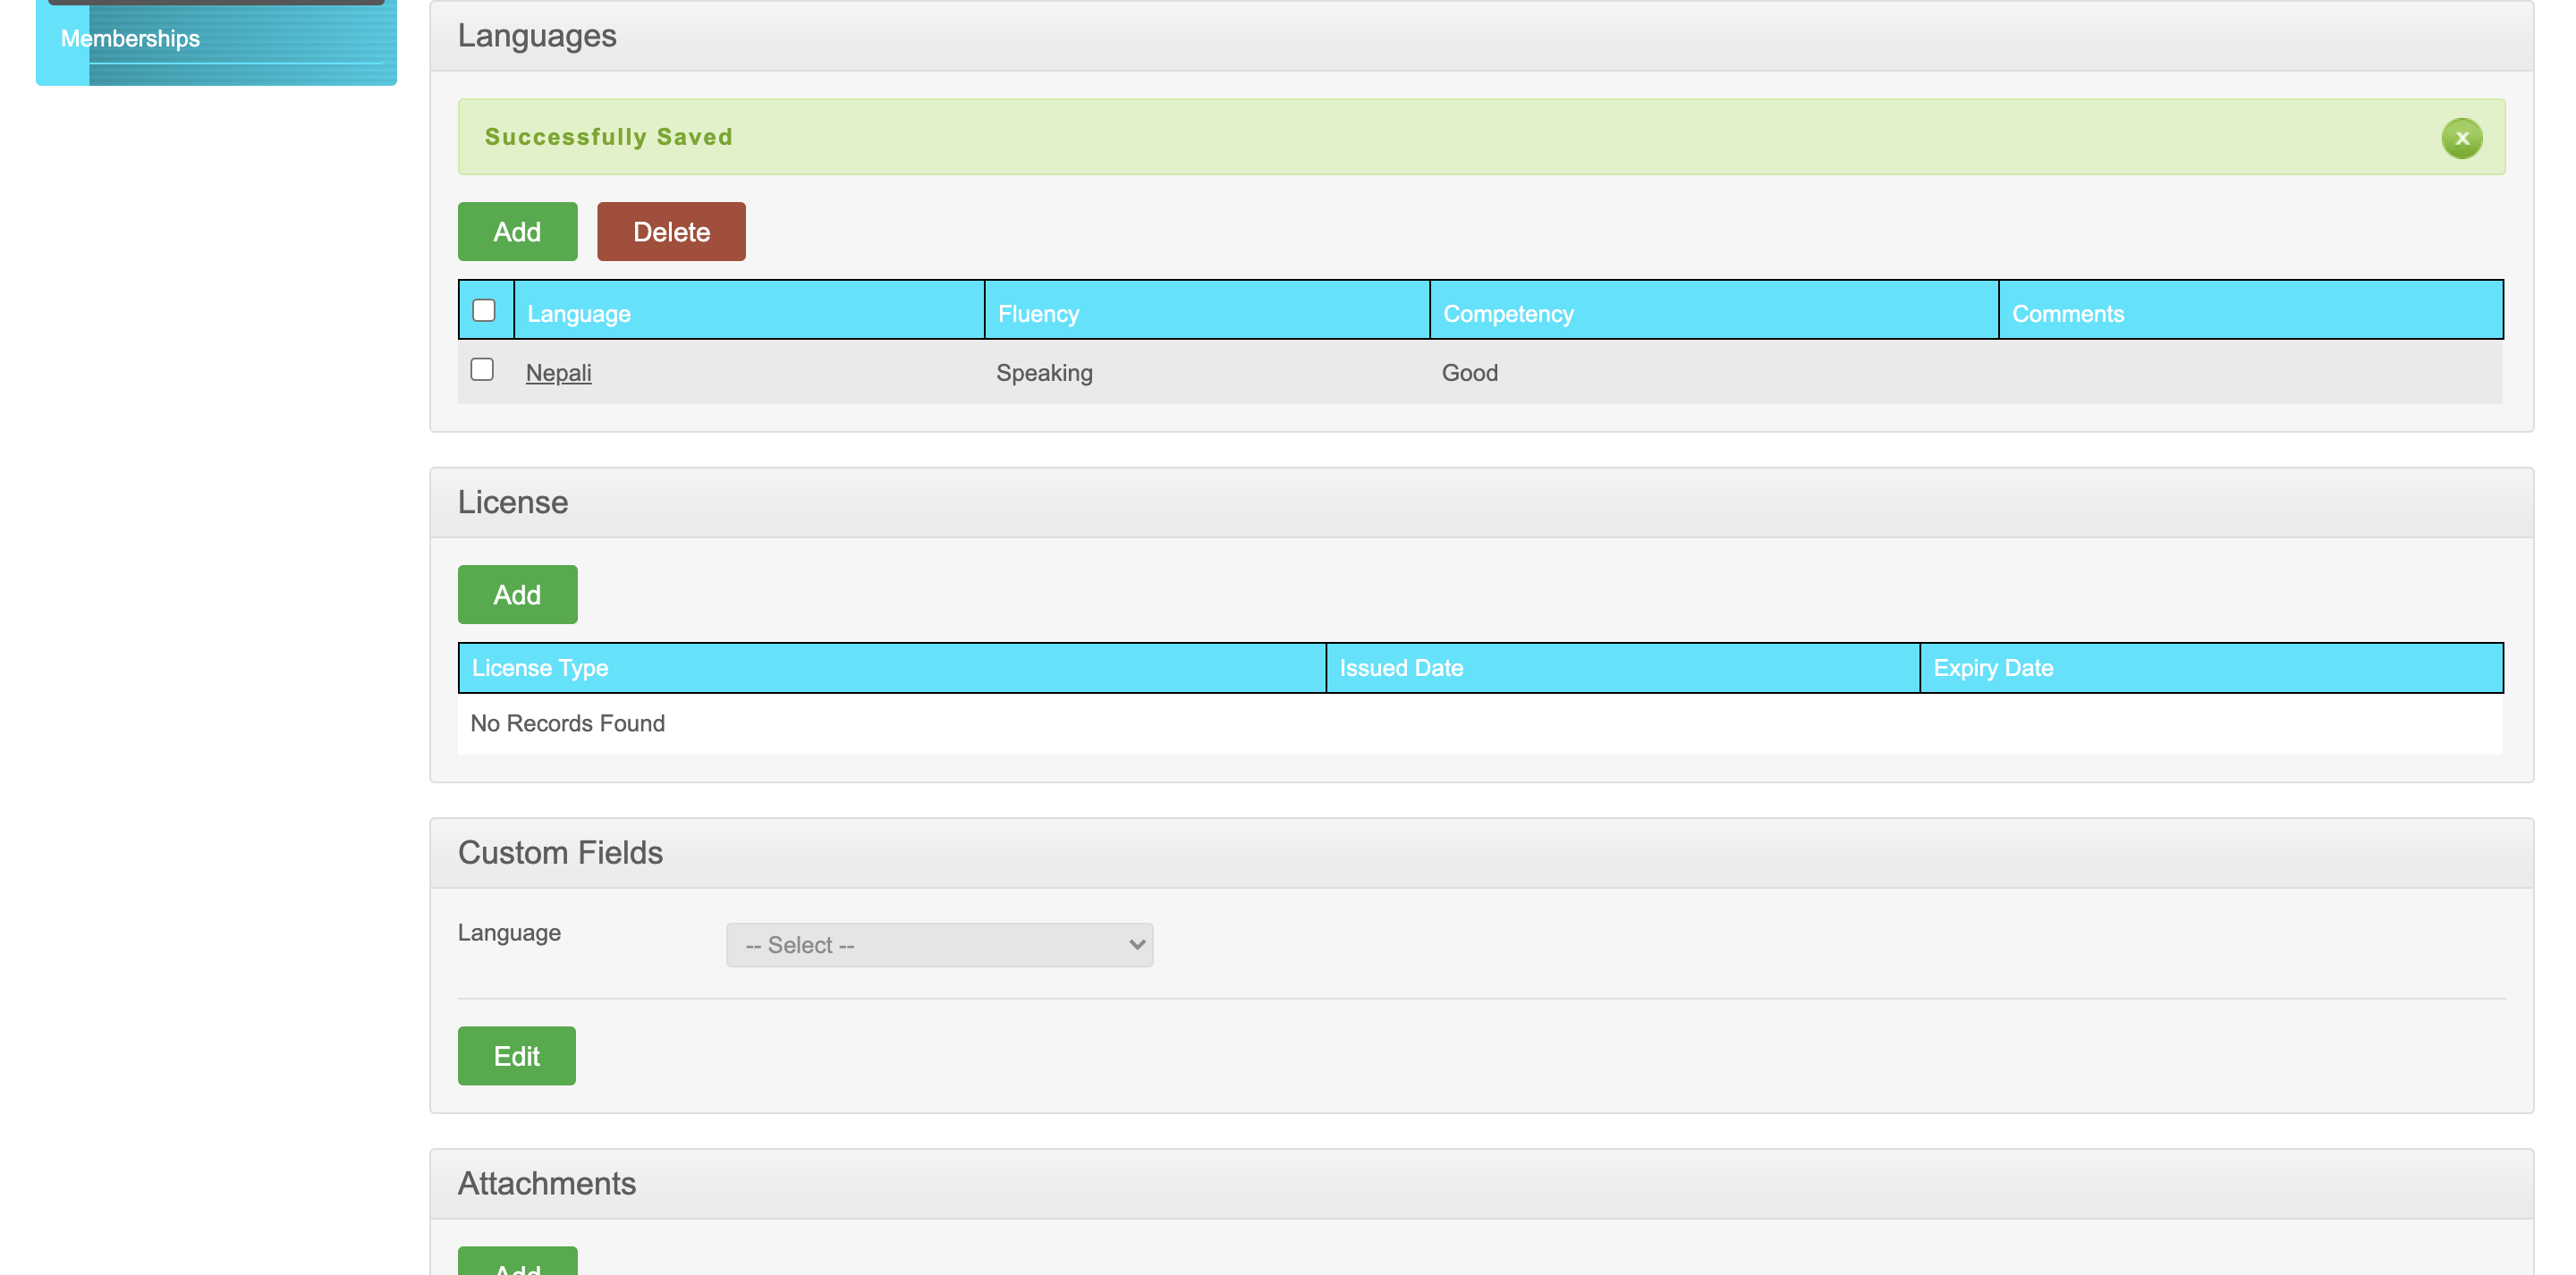 Memberships
Languages
Successfully Saved
x
Add Delete
Language Fluency Competency Comments
Nepali Speaking Good
License
Add
License Type Issued Date Expiry Date
No Records Found
Custom Fields
Language -- Select --
Edit
Attachments
Add